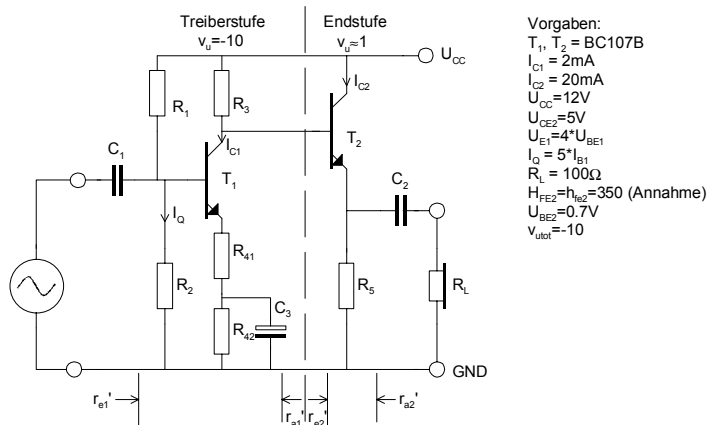 Treiberstufe
v_u=-10
Endstufe
v_u≈1
U_CC
I_C2
R_1
R_3
I_C1
T_2
C_1
T_1
C_2
I_Q
R_41
R_2
R_5
R_L
C_3
R_42
GND
r_e1'
r_a1'
r_e2'
r_a2'
Vorgaben:
T_1, T_2 = BC107B
I_C1 = 2mA
I_C2 = 20mA
U_CC=12V
U_CE2=5V
U_E1=4*U_BE1
I_Q = 5*I_B1
R_L = 100Ω
H_FE2=h_fe2=350 (Annahme)
U_BE2=0.7V
v_utot=-10